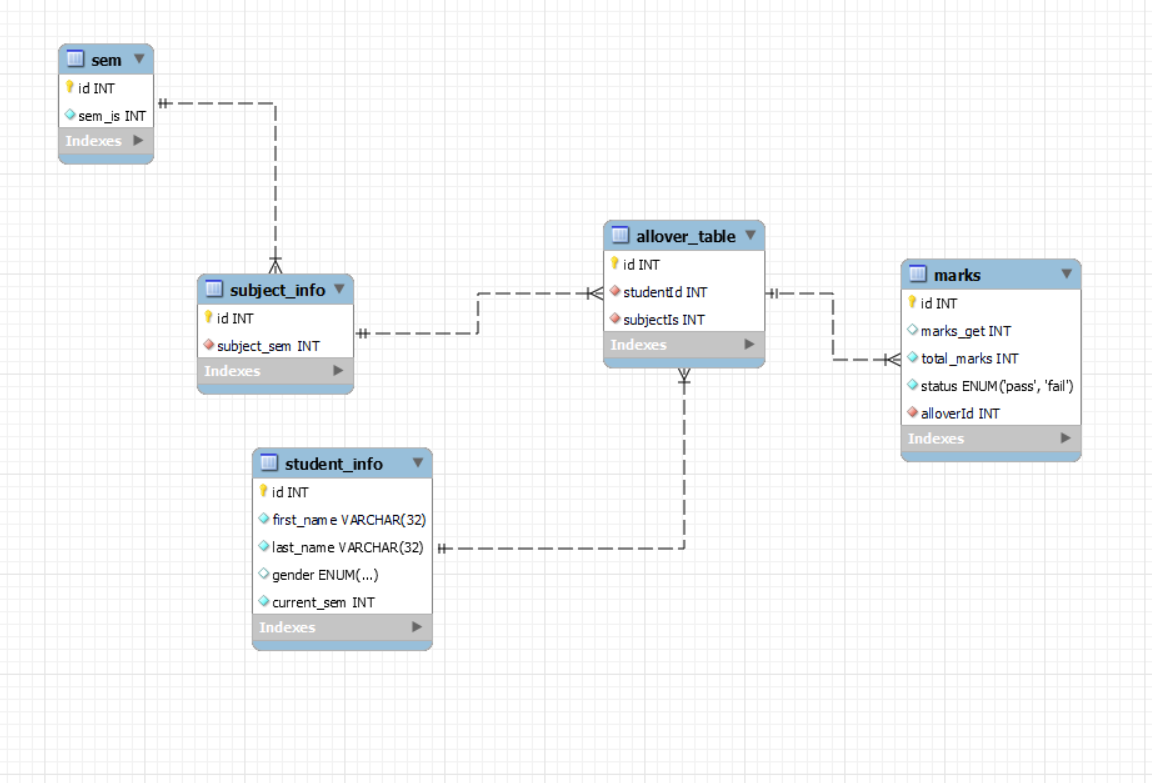 sem
id INT
sem_is INT
Indexes
subject_info
id INT
subject_sem INT
Indexes
allover_table
id INT
studentId INT
subjectIs INT
Indexes
marks
id INT
marks_get INT
total_marks INT
status ENUM('pass', 'fail')
alloverId INT
Indexes
student_info
id INT
first_name VARCHAR(32)
last_name VARCHAR(32)
gender ENUM(...)
current_sem INT
Indexes